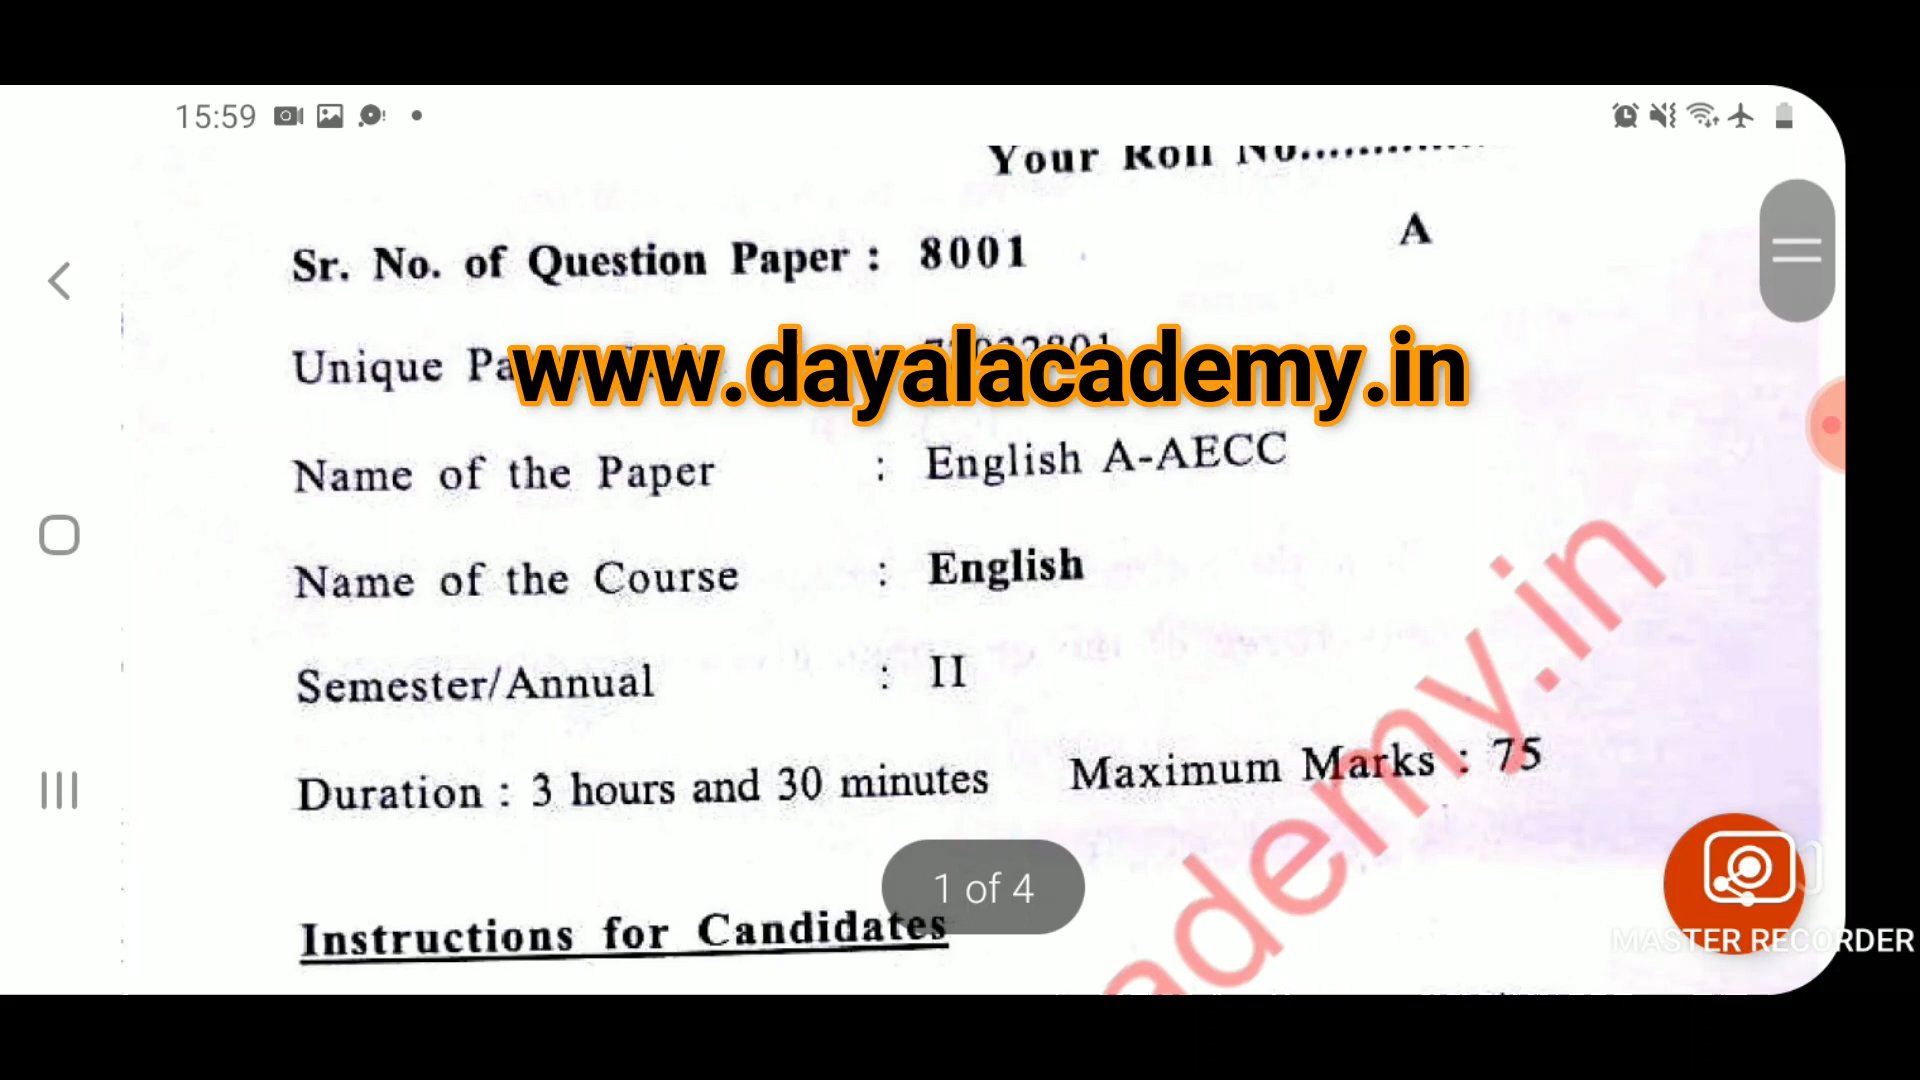 15:59
Your Roll No..............
A
Sr. No. of Question Paper : 8001
Unique Pa
www.dayalacademy.in
Name of the Paper : English A-AECC
Name of the Course : English
Semester/Annual : II
Duration : 3 hours and 30 minutes Maximum Marks : 75
1 of 4
Instructions for Candidates
ademy.in
MASTER RECORDER